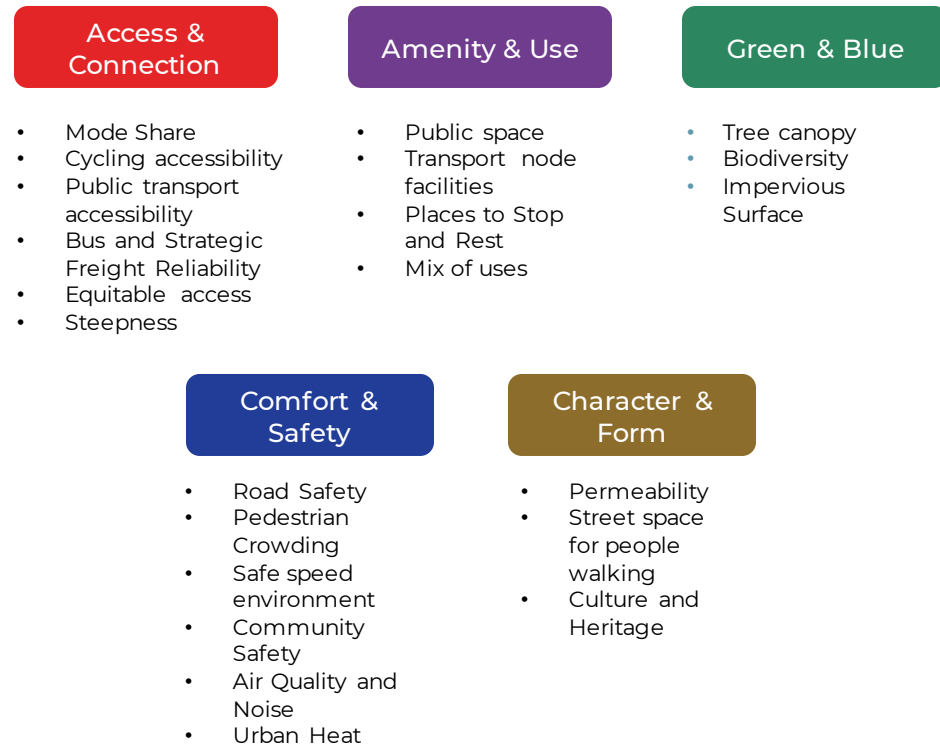 Access &
Connection
• Mode Share
• Cycling accessibility
• Public transport
accessibility
• Bus and Strategic
Freight Reliability
• Equitable access
• Steepness
Amenity & Use
• Public space
• Transport node
facilities
• Places to Stop
and Rest
• Mix of uses
Green & Blue
• Tree canopy
• Biodiversity
• Impervious
Surface
Comfort &
Safety
• Road Safety
• Pedestrian
Crowding
• Safe speed
environment
• Community
Safety
• Air Quality and
Noise
• Urban Heat
Character &
Form
• Permeability
• Street space
for people
walking
• Culture and
Heritage